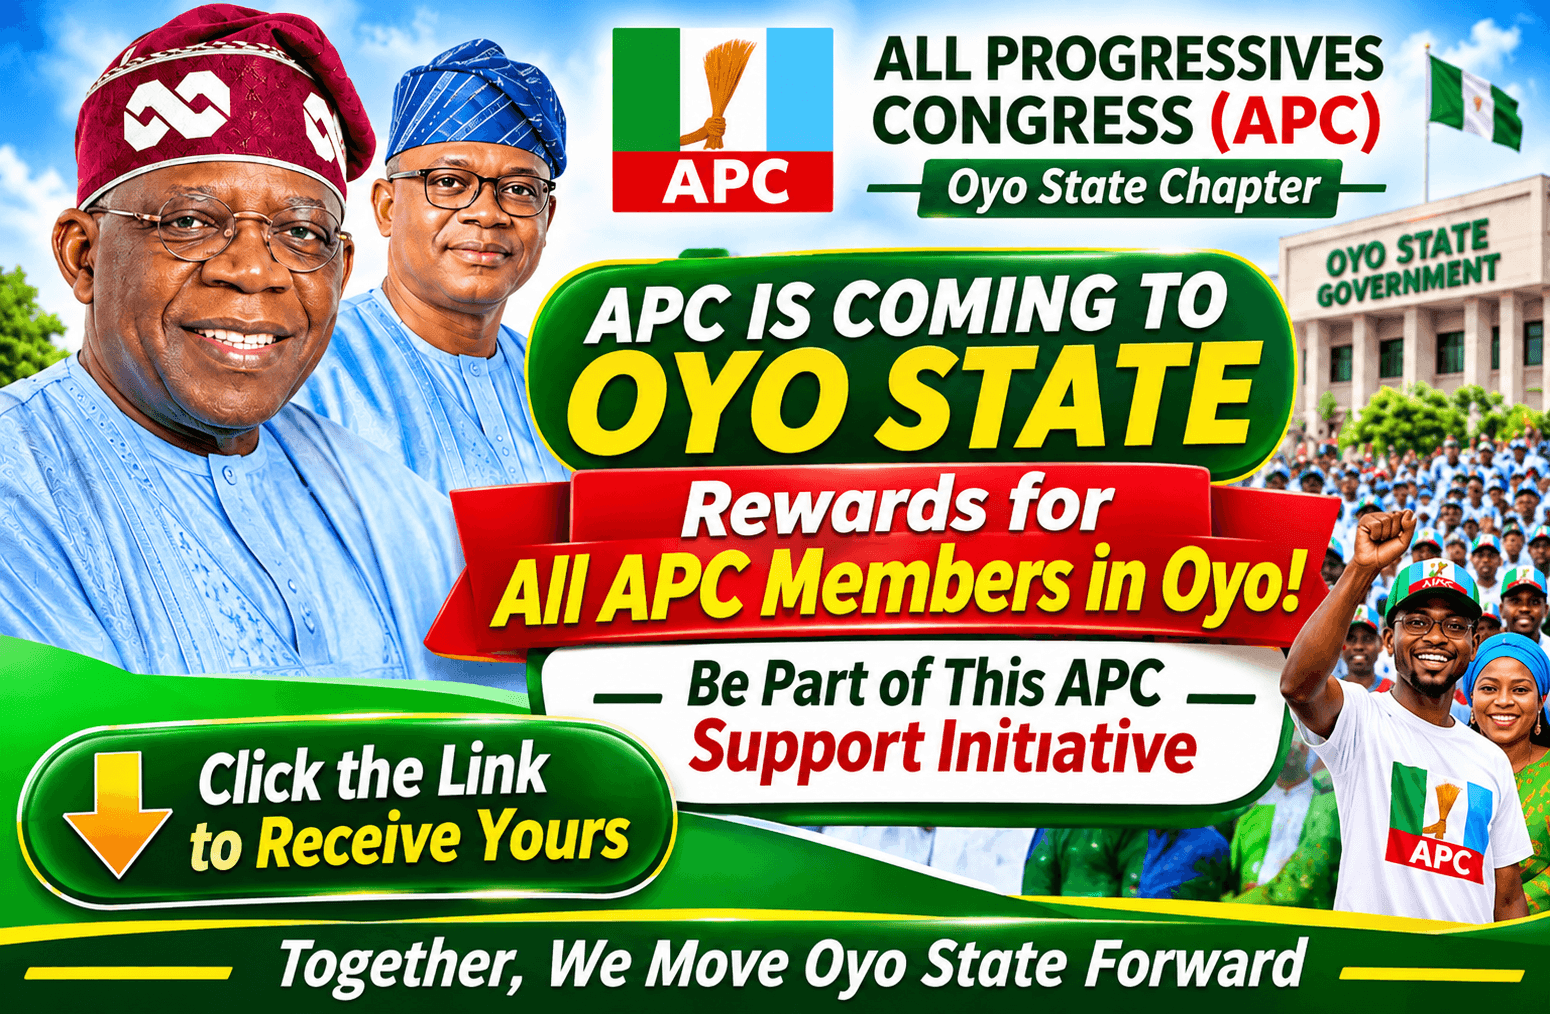 APC
ALL PROGRESSIVES
CONGRESS (APC)
Oyo State Chapter
OYO STATE
GOVERNMENT
APC IS COMING TO
OYO STATE
Rewards for
All APC Members in Oyo!
Be Part of This APC
Support Initiative
Click the Link
to Receive Yours
APC
Together, We Move Oyo State Forward